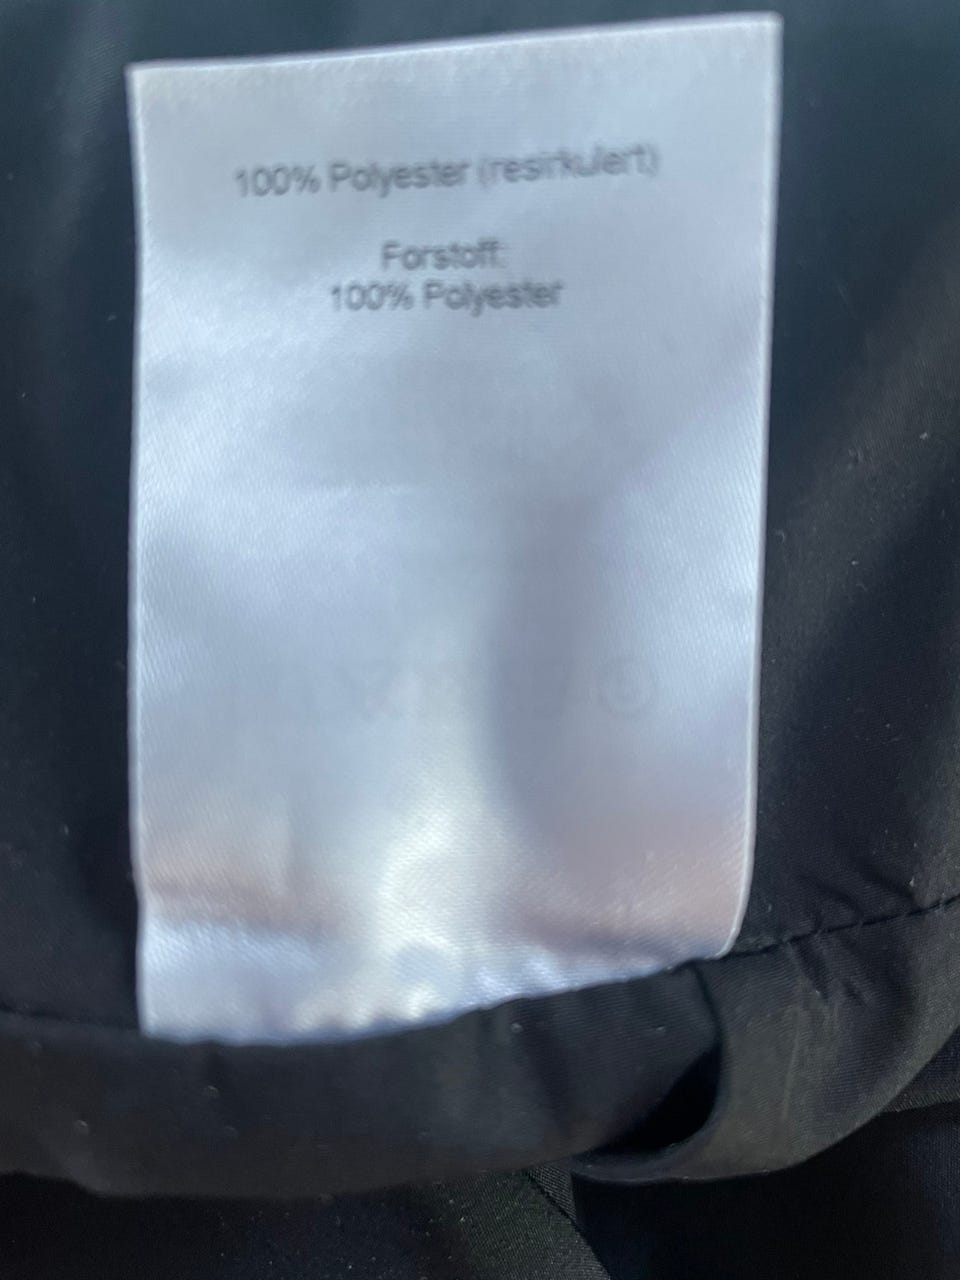 100% Polyester (resirkulert)
Forstoff:
100% Polyester